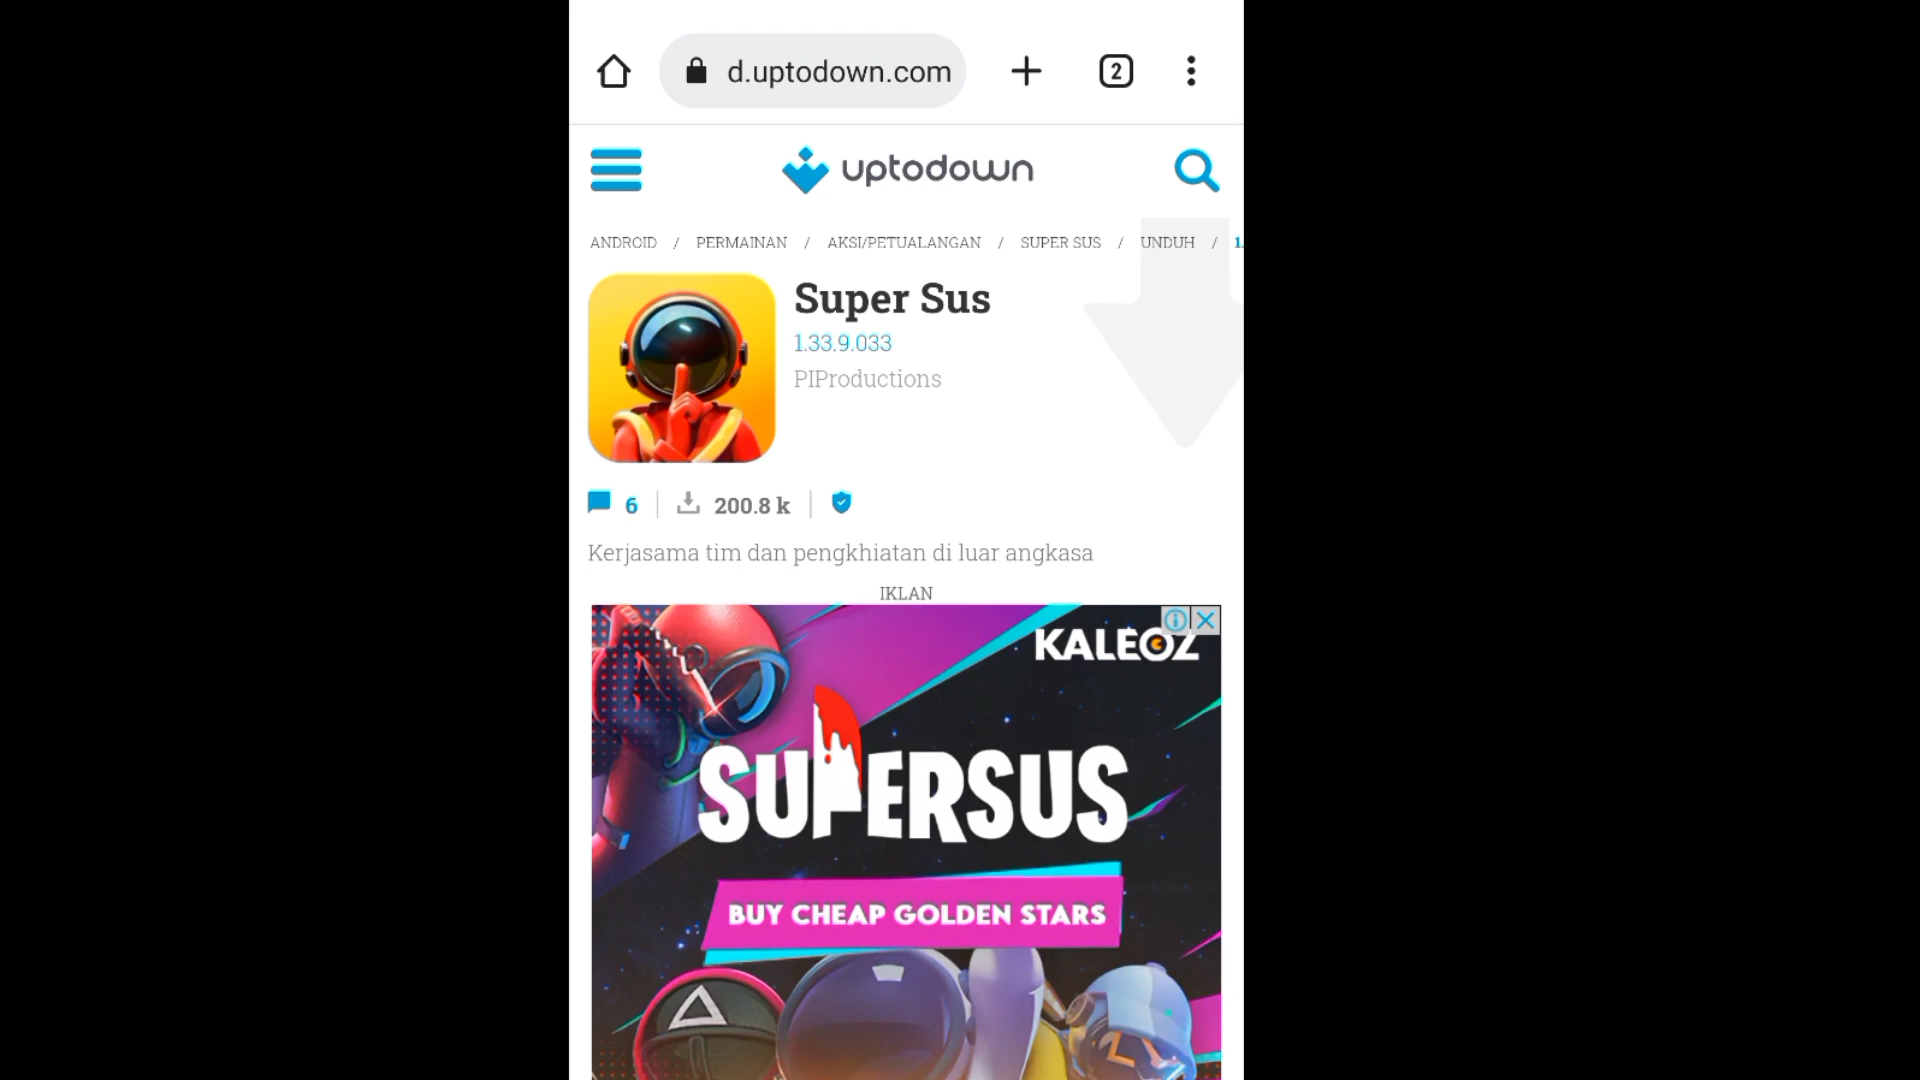 d.uptodown.com
2
uptodown
ANDROID / PERMAINAN / AKSI/PETUALANGAN / SUPER SUS / UNDUH / 1.
Super Sus
1.33.9.033
PIProductions
6 | 200.8 k |
Kerjasama tim dan pengkhiatan di luar angkasa
IKLAN
KALEOZ
SUPERSUS
BUY CHEAP GOLDEN STARS